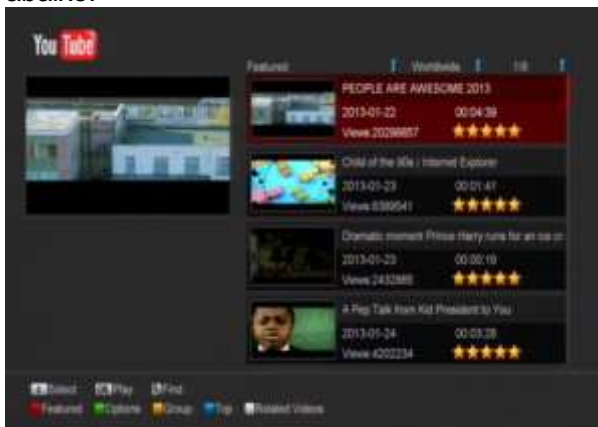 You Tube
Featured Worldwide 1/8
PEOPLE ARE AWESOME 2013
2013-01-22 00:04:39
Views:20298857
Child of the 90s / Internet Explorer
2013-01-23 00:01:41
Views:8389541
Dramatic moment Prince Harry runs for an ice cr
2013-01-23 00:00:19
Views:2432885
A Pep Talk from Kid President to You
2013-01-24 00:03:28
Views:4202234
Select OK Play Find
Featured Options Group Top Related Videos